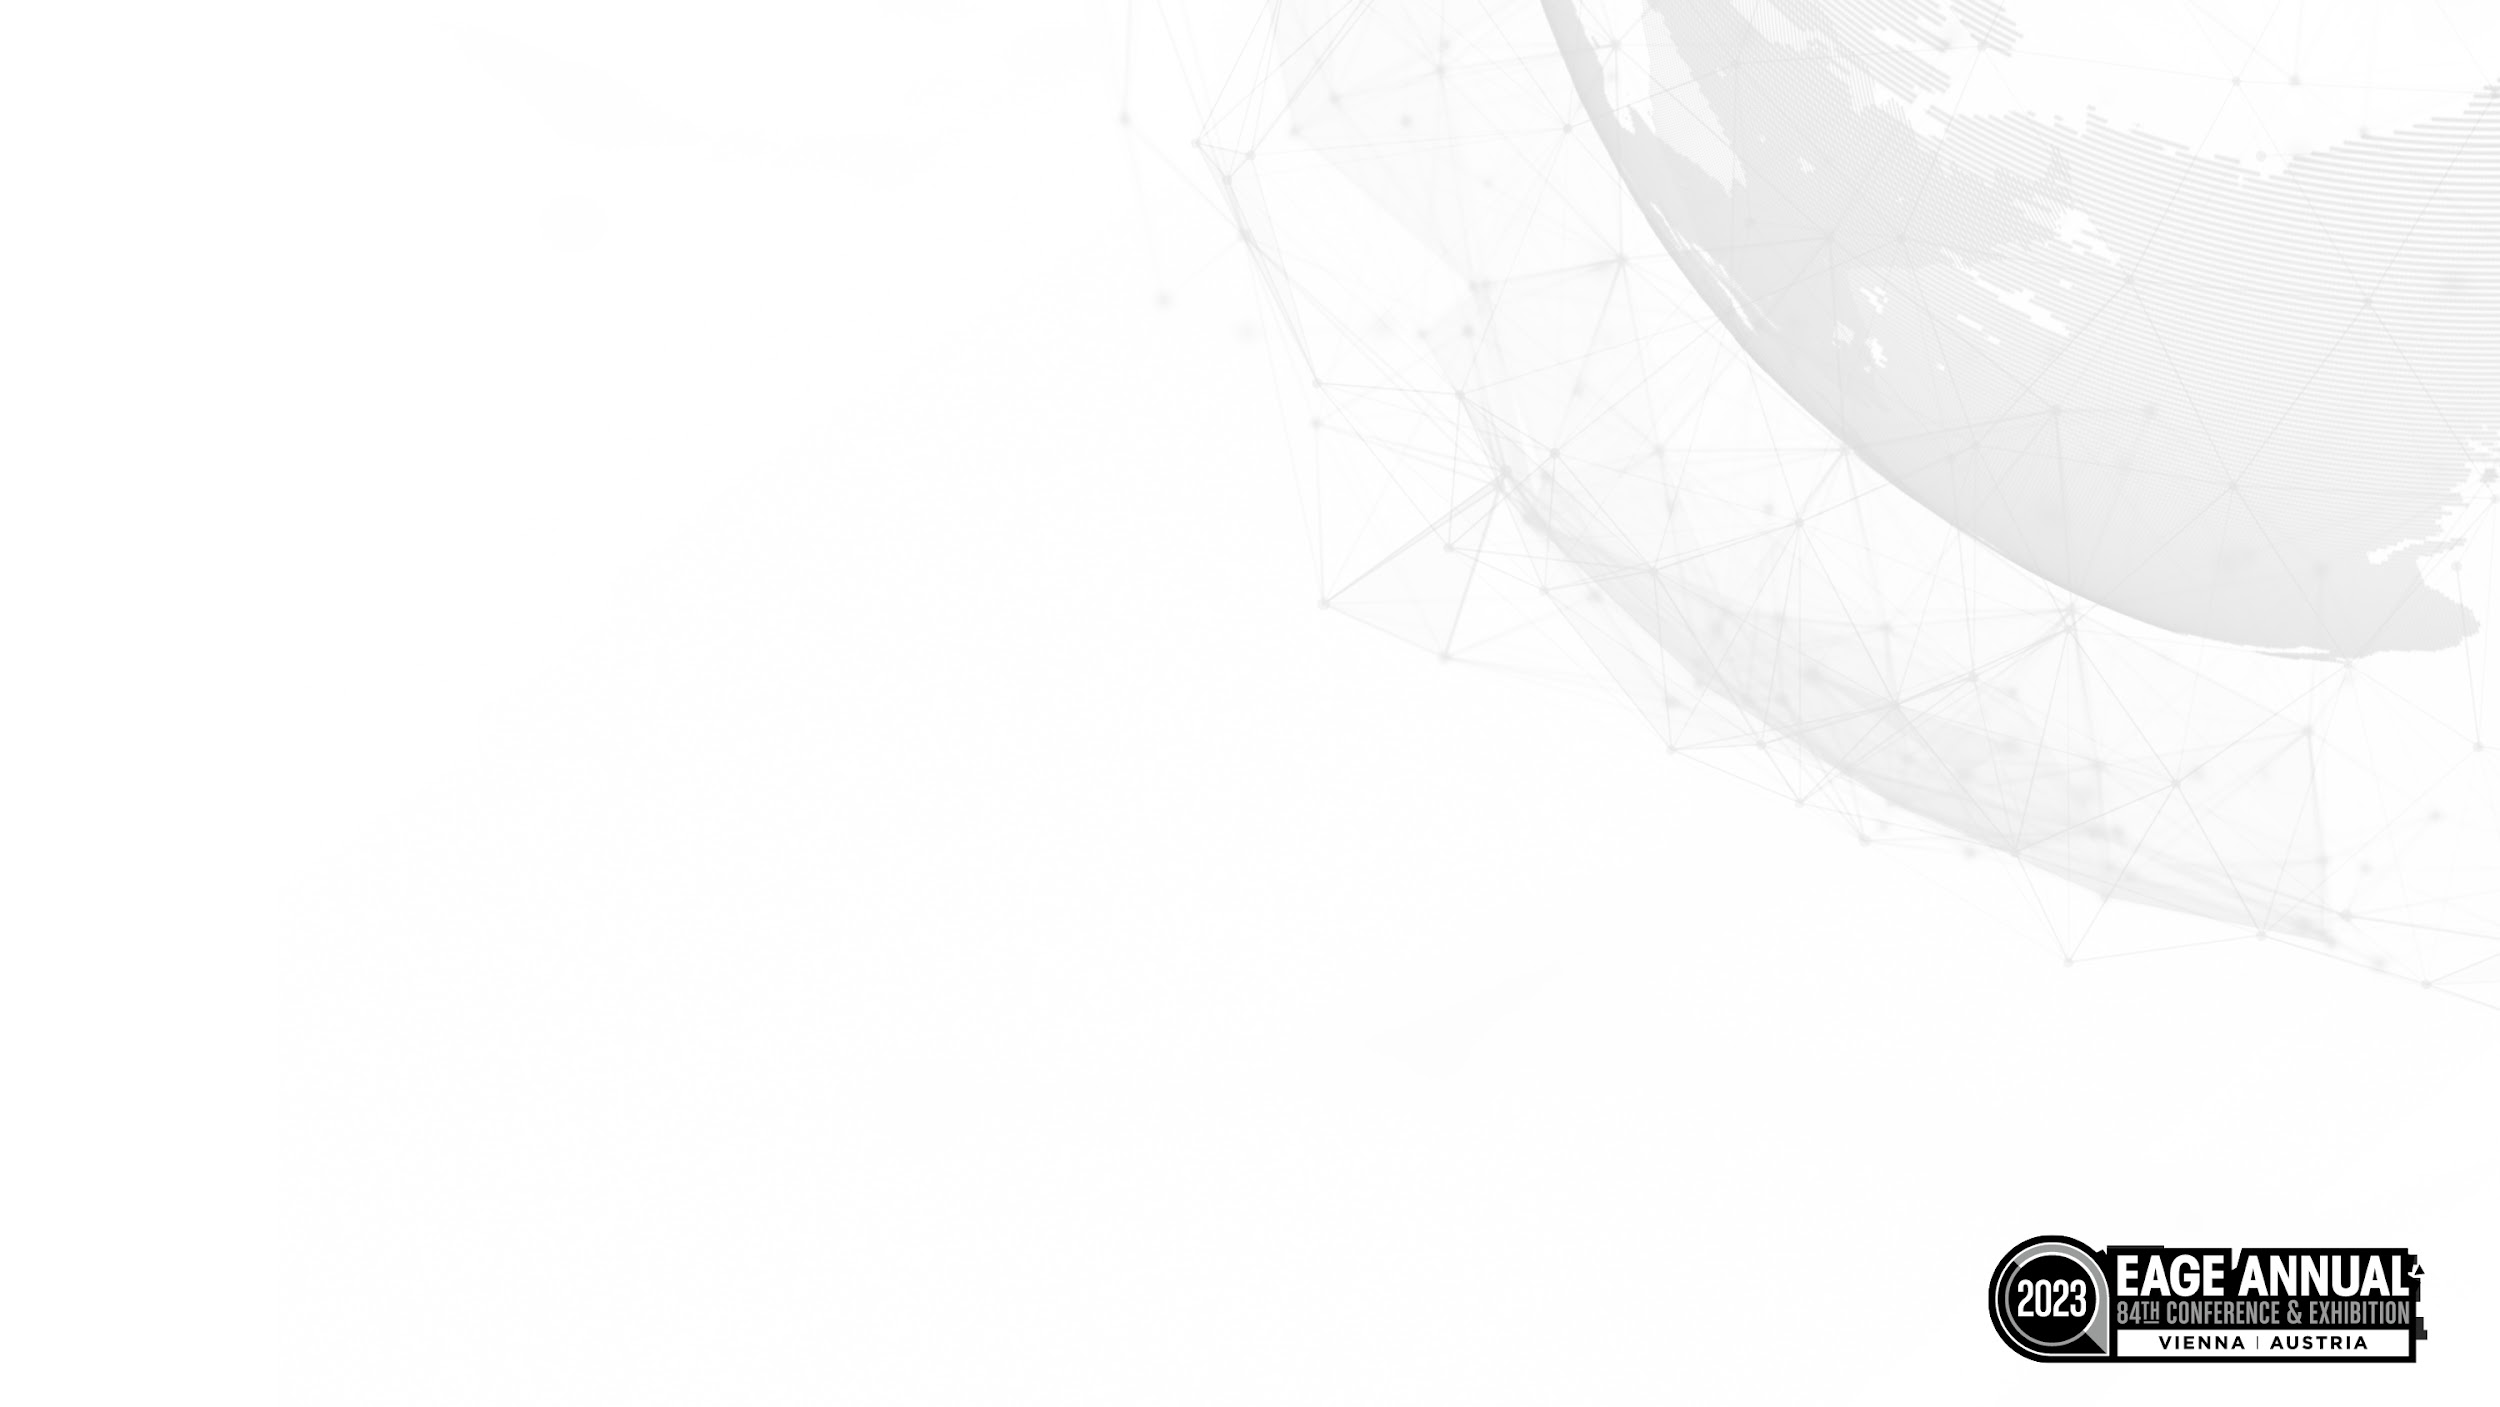 2023
EAGE ANNUAL
84TH CONFERENCE & EXHIBITION
VIENNA | AUSTRIA